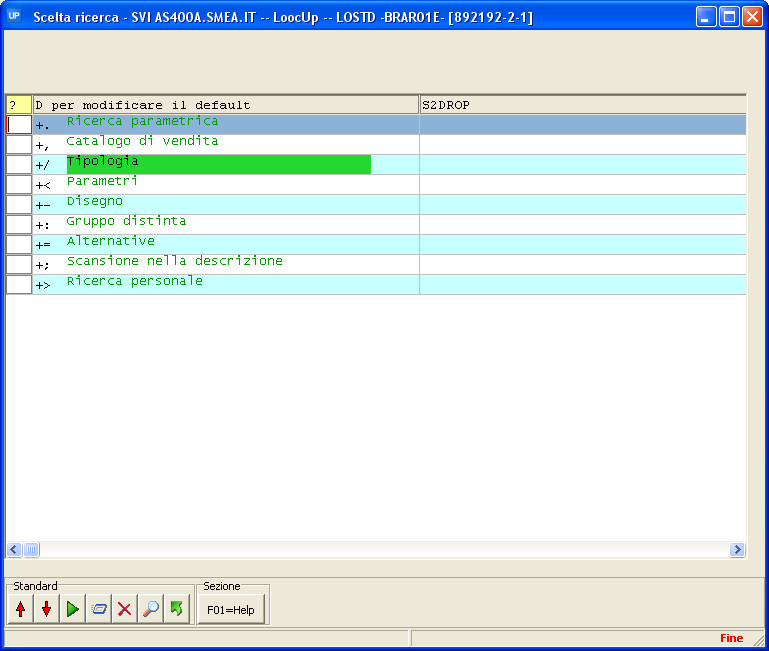 UP Scelta ricerca - SVI AS400A.SMEA.IT -- LoocUp -- LOSTD -BRAR01E- [892192-2-1]
? D per modificare il default S2DROP
+. Ricerca parametrica
+, Catalogo di vendita
+/ Tipologia
+< Parametri
+- Disegno
+: Gruppo distinta
+= Alternative
+; Scansione nella descrizione
+> Ricerca personale
Standard Sezione
F01=Help
Fine